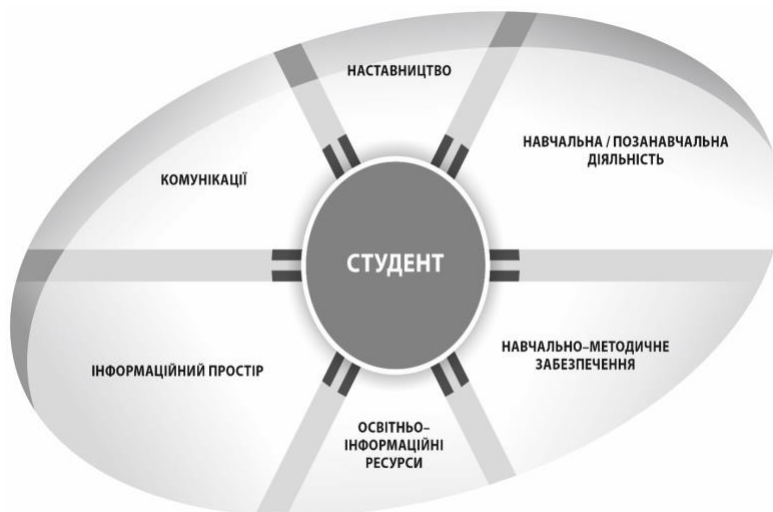 НАСТАВНИЦТВО
НАВЧАЛЬНА / ПОЗАНАВЧАЛЬНА
ДІЯЛЬНІСТЬ
КОМУНІКАЦІЇ
СТУДЕНТ
НАВЧАЛЬНО–МЕТОДИЧНЕ
ЗАБЕЗПЕЧЕННЯ
ІНФОРМАЦІЙНИЙ ПРОСТІР
ОСВІТНЬО–
ІНФОРМАЦІЙНІ
РЕСУРСИ